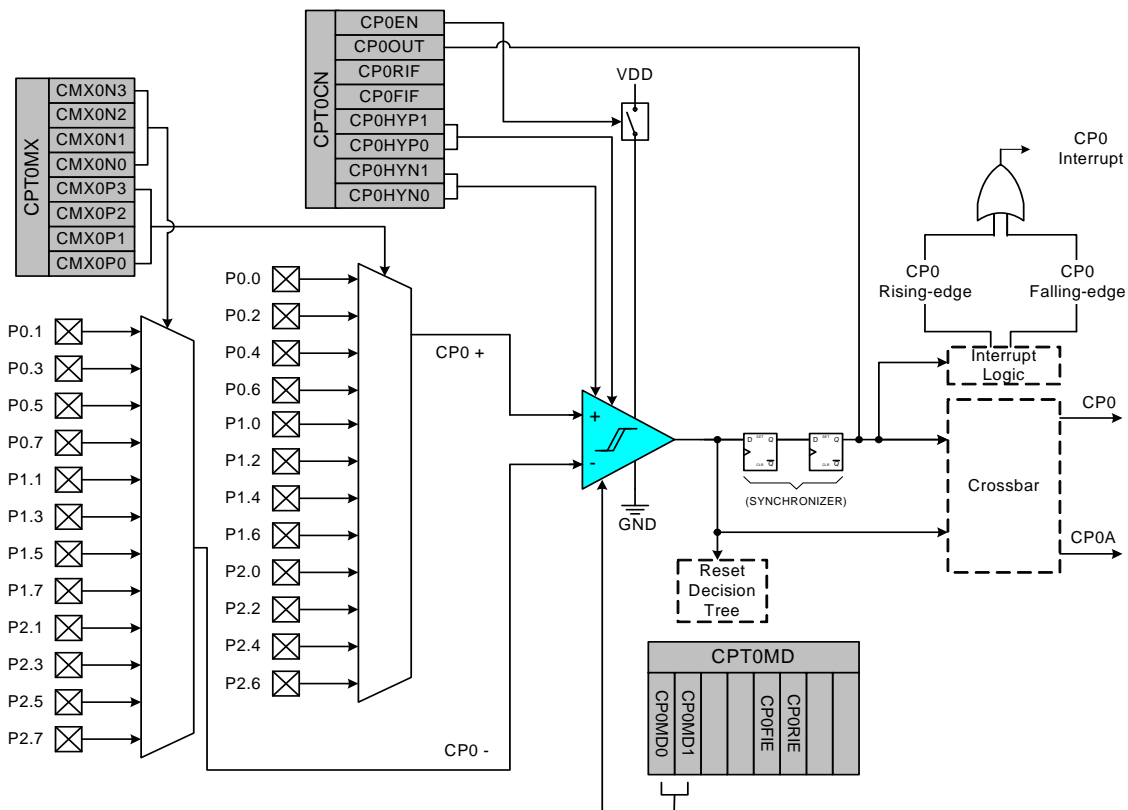 CPT0CN
CP0EN
CP0OUT
CP0RIF
CP0FIF
CP0HYP1
CP0HYP0
CP0HYN1
CP0HYN0
VDD
CPT0MX
CMX0N3
CMX0N2
CMX0N1
CMX0N0
CMX0P3
CMX0P2
CMX0P1
CMX0P0
CP0
Interrupt
CP0
Rising-edge
CP0
Falling-edge
Interrupt
Logic
P0.1
P0.3
P0.5
P0.7
P1.1
P1.3
P1.5
P1.7
P2.1
P2.3
P2.5
P2.7
P0.0
P0.2
P0.4
P0.6
P1.0
P1.2
P1.4
P1.6
P2.0
P2.2
P2.4
P2.6
CP0 +
CP0 -
+
-
GND
D SET Q
CLR Q
D SET Q
CLR Q
(SYNCHRONIZER)
Reset
Decision
Tree
Crossbar
CP0
CP0A
CPT0MD
CP0MD0
CP0MD1
CP0FIE
CP0RIE